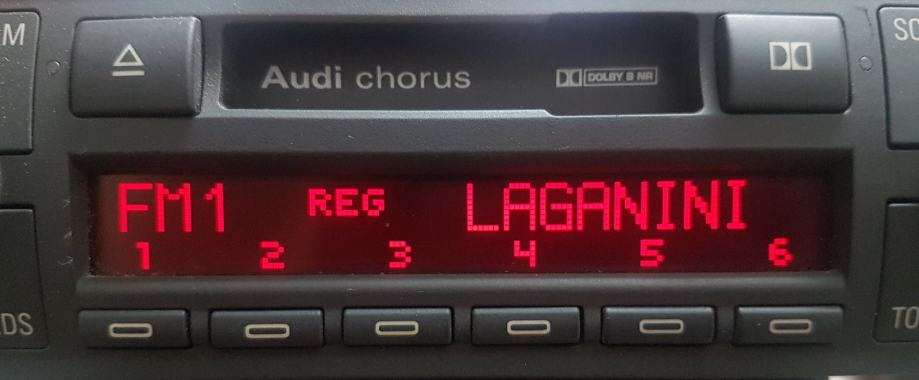 Audi chorus DOLBY B NR
FM1 REG LAGANINI
1 2 3 4 5 6